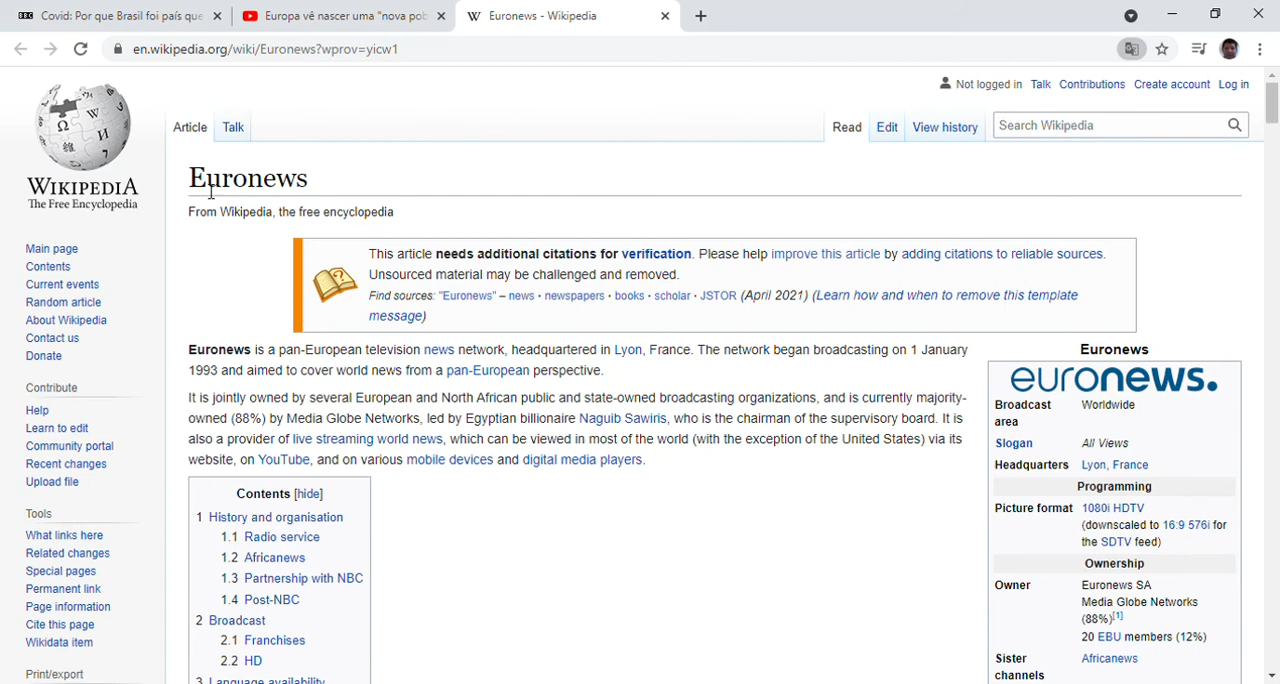 Covid: Por que Brasil foi país que
Europa vê nascer uma "nova pob
Euronews - Wikipedia
en.wikipedia.org/wiki/Euronews?wprov=yicw1
Not logged in Talk Contributions Create account Log in
Article Talk
Read Edit View history
Search Wikipedia
WIKIPEDIA
The Free Encyclopedia
Main page
Contents
Current events
Random article
About Wikipedia
Contact us
Donate
Contribute
Help
Learn to edit
Community portal
Recent changes
Upload file
Tools
What links here
Related changes
Special pages
Permanent link
Page information
Cite this page
Wikidata item
Print/export
Euronews
From Wikipedia, the free encyclopedia
This article needs additional citations for verification. Please help improve this article by adding citations to reliable sources.
Unsourced material may be challenged and removed.
Find sources: "Euronews" – news · newspapers · books · scholar · JSTOR (April 2021) (Learn how and when to remove this template
message)
Euronews is a pan-European television news network, headquartered in Lyon, France. The network began broadcasting on 1 January
1993 and aimed to cover world news from a pan-European perspective.
It is jointly owned by several European and North African public and state-owned broadcasting organizations, and is currently majority-
owned (88%) by Media Globe Networks, led by Egyptian billionaire Naguib Sawiris, who is the chairman of the supervisory board. It is
also a provider of live streaming world news, which can be viewed in most of the world (with the exception of the United States) via its
website, on YouTube, and on various mobile devices and digital media players.
Contents [hide]
1 History and organisation
1.1 Radio service
1.2 Africanews
1.3 Partnership with NBC
1.4 Post-NBC
2 Broadcast
2.1 Franchises
2.2 HD
3 Language availability
Euronews
euronews.
Broadcast Worldwide
area
Slogan All Views
Headquarters Lyon, France
Programming
Picture format 1080i HDTV
(downscaled to 16:9 576i for
the SDTV feed)
Ownership
Owner Euronews SA
Media Globe Networks
(88%)[1]
20 EBU members (12%)
Sister Africanews
channels